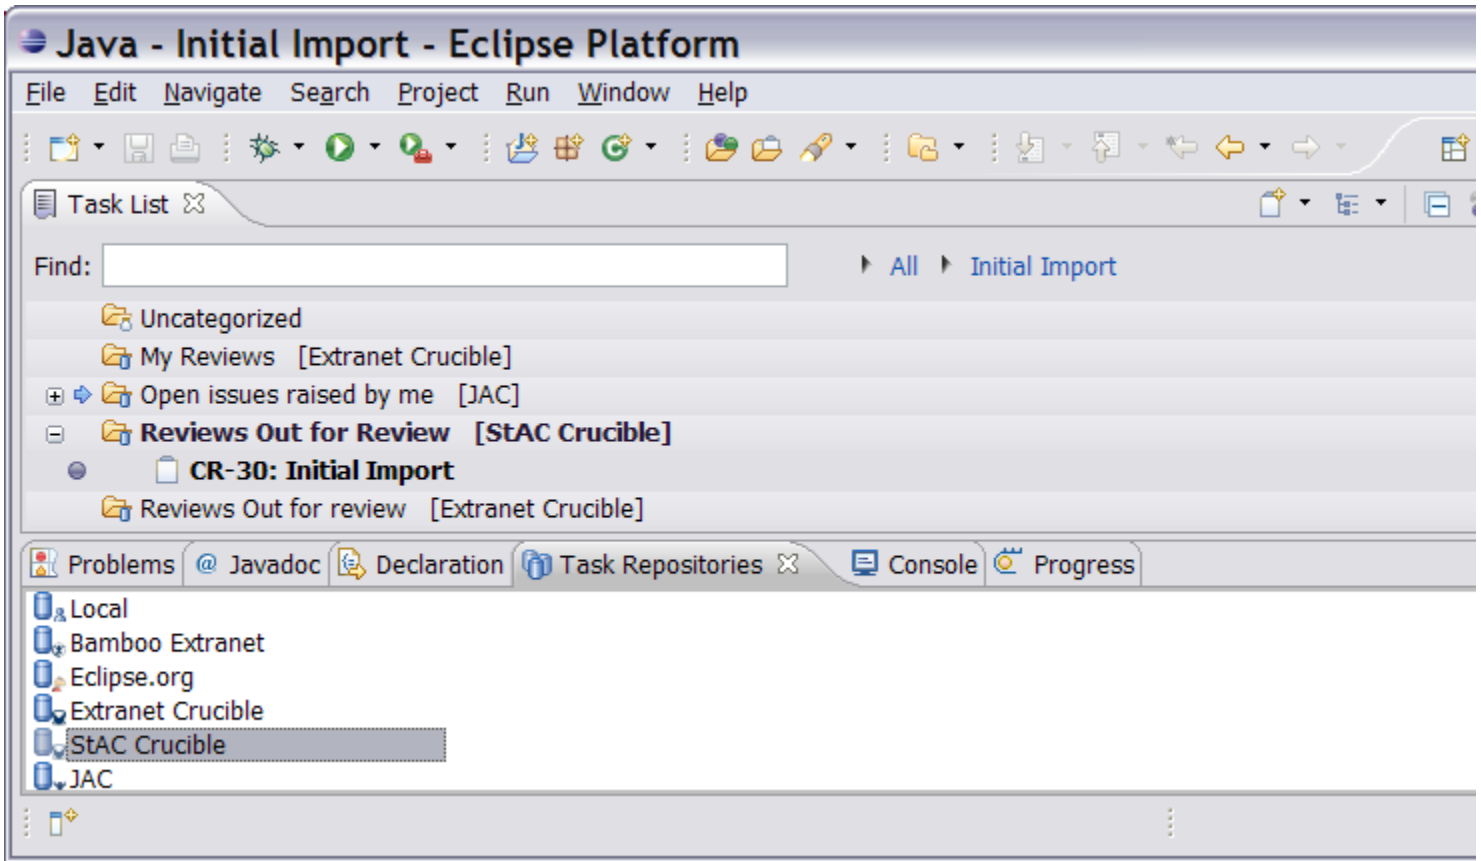 Java - Initial Import - Eclipse Platform
File Edit Navigate Search Project Run Window Help
Task List
Find: All Initial Import
Uncategorized
My Reviews [Extranet Crucible]
Open issues raised by me [JAC]
Reviews Out for Review [StAC Crucible]
CR-30: Initial Import
Reviews Out for review [Extranet Crucible]
Problems @ Javadoc Declaration Task Repositories Console Progress
Local
Bamboo Extranet
Eclipse.org
Extranet Crucible
StAC Crucible
JAC